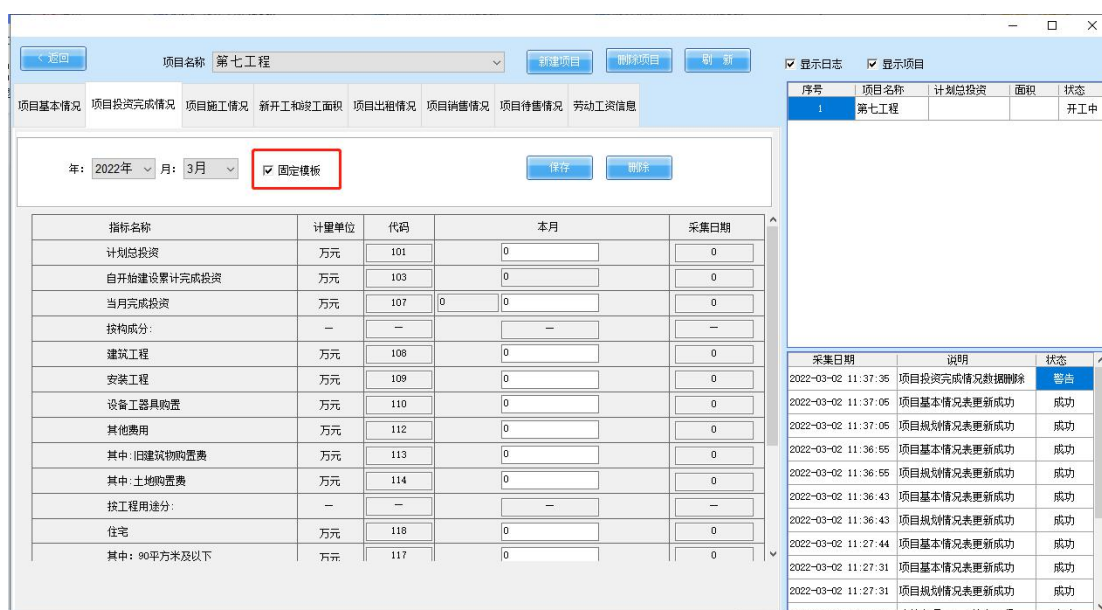 < 返回
项目名称 第七工程
新建项目 删除项目 刷 新
显示日志 显示项目
项目基本情况 项目投资完成情况 项目施工情况 新开工和竣工面积 项目出租情况 项目销售情况 项目待售情况 劳动工资信息
序号 项目名称 计划总投资 面积 状态
1 第七工程 开工中
年: 2022年 月: 3月 固定模板 保存 删除
指标名称 计量单位 代码 本月 采集日期
计划总投资 万元 101 0 0
自开始建设累计完成投资 万元 103 0 0
当月完成投资 万元 107 0 0 0
按构成分: — — — —
建筑工程 万元 108 0 0
安装工程 万元 109 0 0
设备工器具购置 万元 110 0 0
其他费用 万元 112 0 0
其中:旧建筑物购置费 万元 113 0 0
其中:土地购置费 万元 114 0 0
按工程用途分: — — — —
住宅 万元 118 0 0
其中: 90平方米及以下 万元 117 0 0
采集日期 说明 状态
2022-03-02 11:37:35 项目投资完成情况数据删除 警告
2022-03-02 11:37:05 项目基本情况表更新成功 成功
2022-03-02 11:37:05 项目规划情况表更新成功 成功
2022-03-02 11:36:55 项目基本情况表更新成功 成功
2022-03-02 11:36:55 项目规划情况表更新成功 成功
2022-03-02 11:36:43 项目基本情况表更新成功 成功
2022-03-02 11:36:43 项目规划情况表更新成功 成功
2022-03-02 11:27:44 项目基本情况表更新成功 成功
2022-03-02 11:27:31 项目基本情况表更新成功 成功
2022-03-02 11:27:31 项目规划情况表更新成功 成功